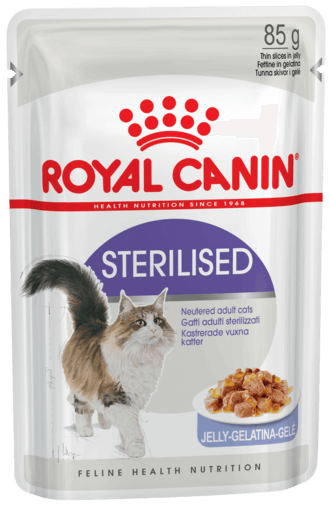 85 g
Thin slices in jelly
Fettine in gelatina
Tunna skivor i gelé
ROYAL CANIN®
HEALTH NUTRITION SINCE 1968
STERILISED
Neutered adult cats
Gatti adulti sterilizzati
Kastrerade vuxna
katter
JELLY-GELATINA-GELÉ
FELINE HEALTH NUTRITION